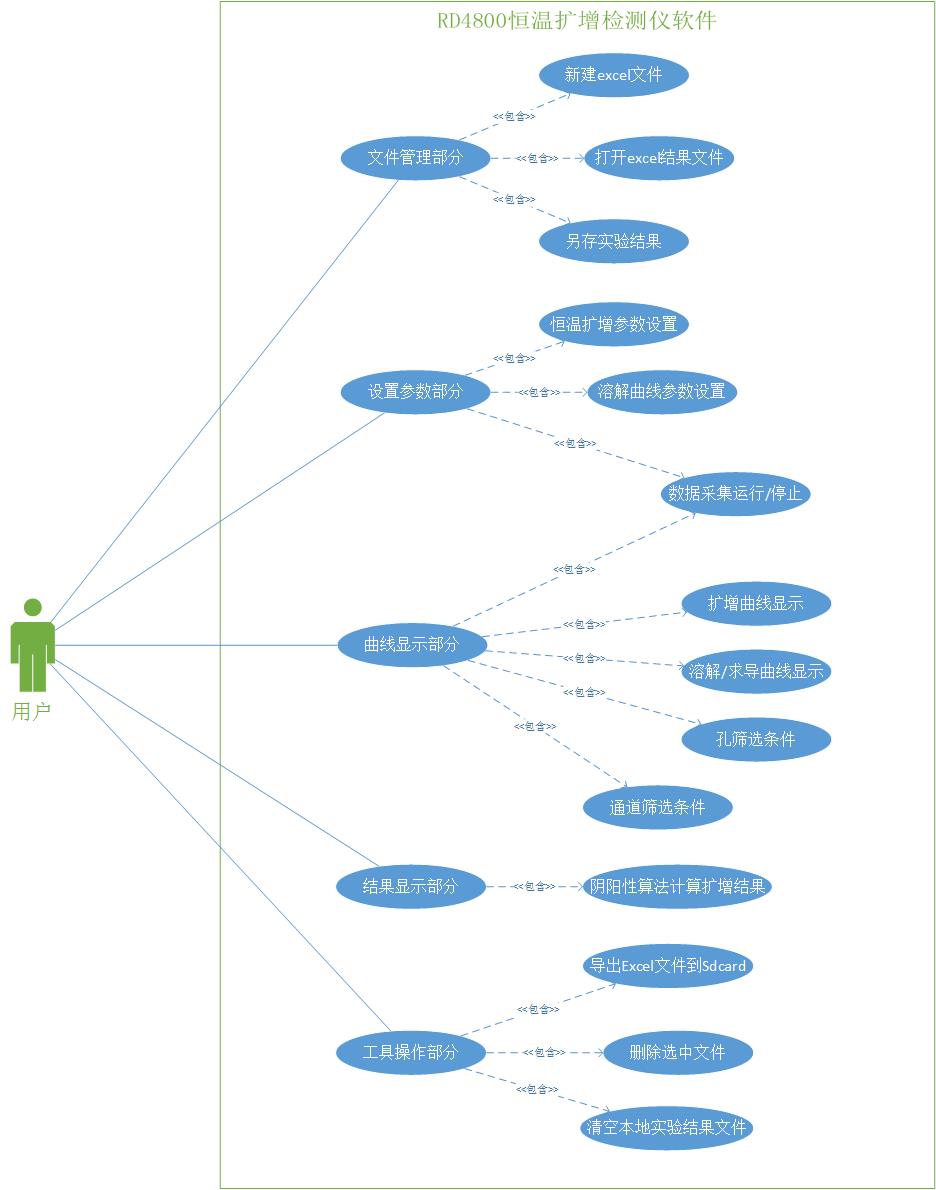 RD4800恒温扩增检测仪软件
新建excel文件
<<包含>>
文件管理部分
<<包含>>
打开excel结果文件
<<包含>>
另存实验结果
恒温扩增参数设置
<<包含>>
设置参数部分
<<包含>>
溶解曲线参数设置
<<包含>>
数据采集运行/停止
<<包含>>
扩增曲线显示
<<包含>>
用户
曲线显示部分
<<包含>>
溶解/求导曲线显示
<<包含>>
孔筛选条件
<<包含>>
通道筛选条件
结果显示部分
<<包含>>
阴阳性算法计算扩增结果
导出Excel文件到Sdcard
<<包含>>
工具操作部分
<<包含>>
删除选中文件
<<包含>>
清空本地实验结果文件